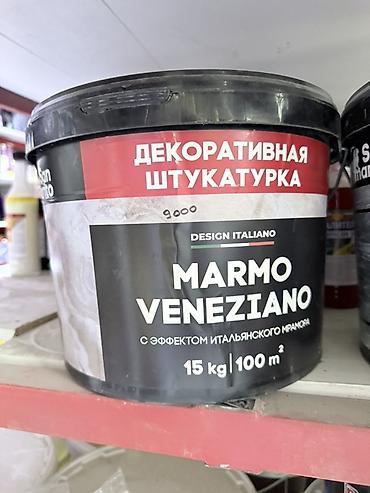 ДЕКОРАТИВНАЯ
ШТУКАТУРКА
9000
DESIGN ITALIANO
MARMO
VENEZIANO
С ЭФФЕКТОМ ИТАЛЬЯНСКОГО МРАМОРА
15 kg | 100 m²